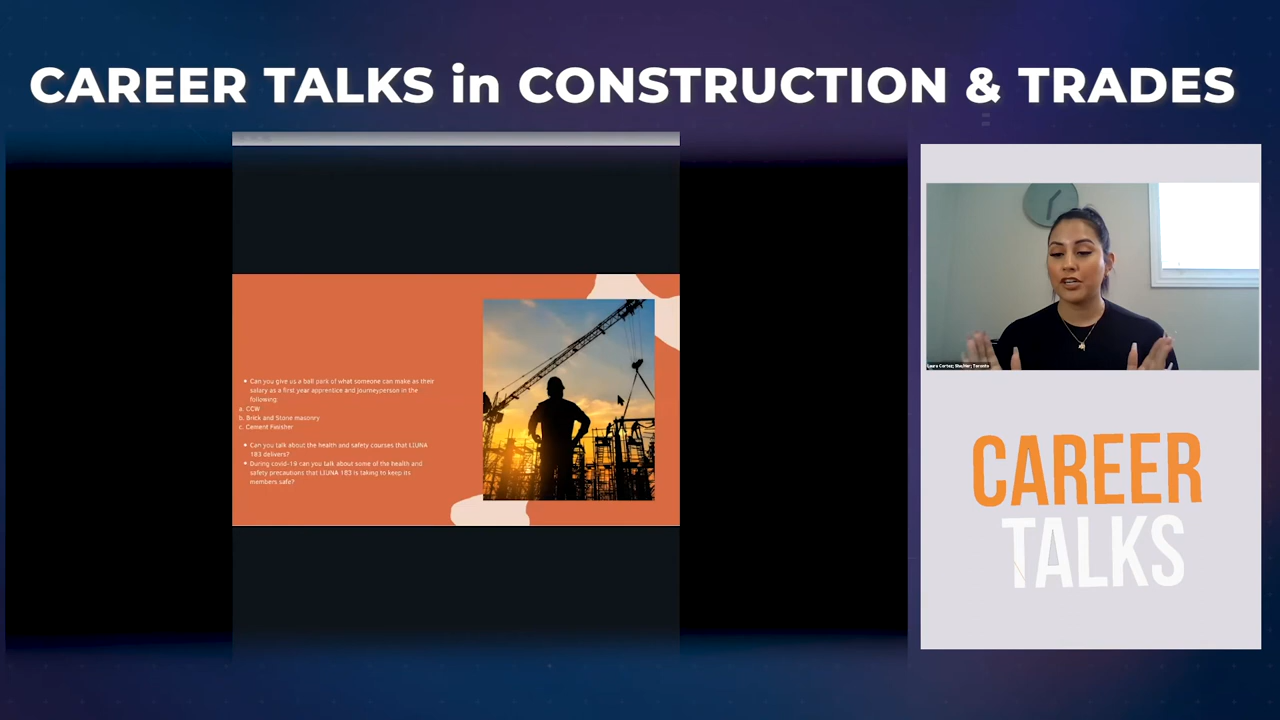 CAREER TALKS in CONSTRUCTION & TRADES
Can you give us a ball park of what someone can make as their
salary as a first year apprentice and journeyperson in the
following:
a. CCW
b. Brick and Stone masonry
c. Cement Finisher
Can you talk about the health and safety courses that LIUNA
183 delivers?
During covid-19 can you talk about some of the health and
safety precautions that LIUNA 183 is taking to keep its
members safe?
Toronto
CAREER
TALKS